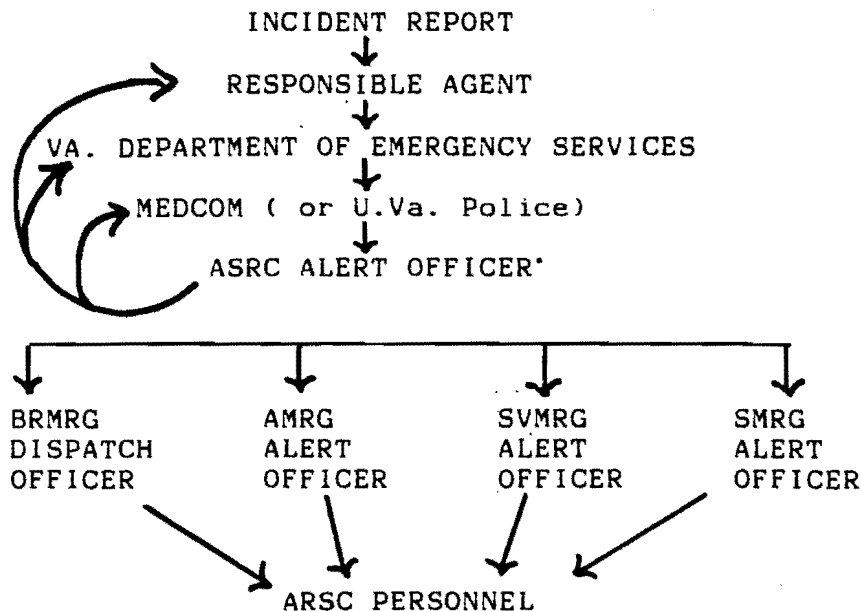 INCIDENT REPORT
RESPONSIBLE AGENT
VA. DEPARTMENT OF EMERGENCY SERVICES
MEDCOM ( or U.Va. Police)
ASRC ALERT OFFICER*
BRMRG AMRG SVMRG SMRG
DISPATCH ALERT ALERT ALERT
OFFICER OFFICER OFFICER OFFICER
ARSC PERSONNEL